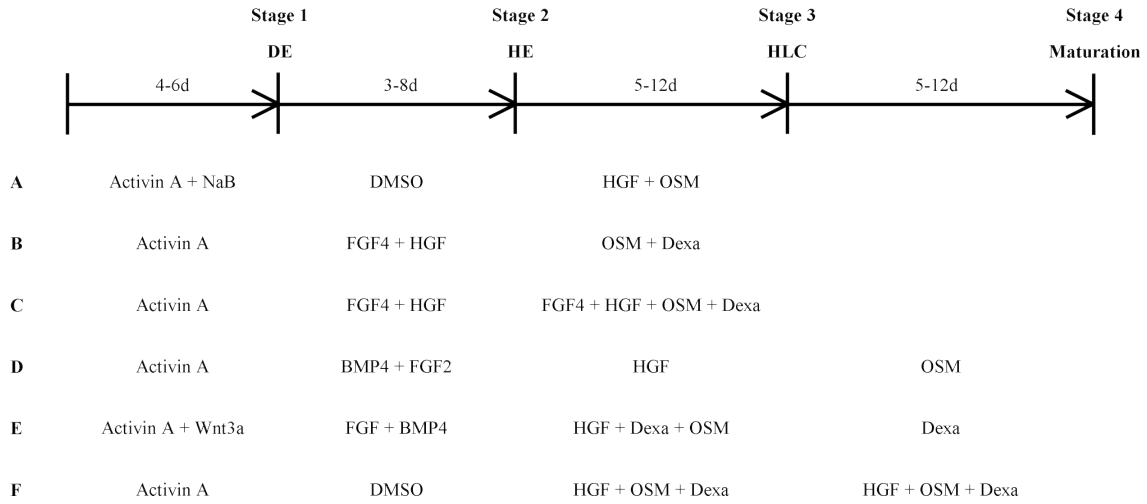 Stage 1 Stage 2 Stage 3 Stage 4
DE HE HLC Maturation
4-6d 3-8d 5-12d 5-12d
A Activin A + NaB DMSO HGF + OSM
B Activin A FGF4 + HGF OSM + Dexa
C Activin A FGF4 + HGF FGF4 + HGF + OSM + Dexa
D Activin A BMP4 + FGF2 HGF OSM
E Activin A + Wnt3a FGF + BMP4 HGF + Dexa + OSM Dexa
F Activin A DMSO HGF + OSM + Dexa HGF + OSM + Dexa